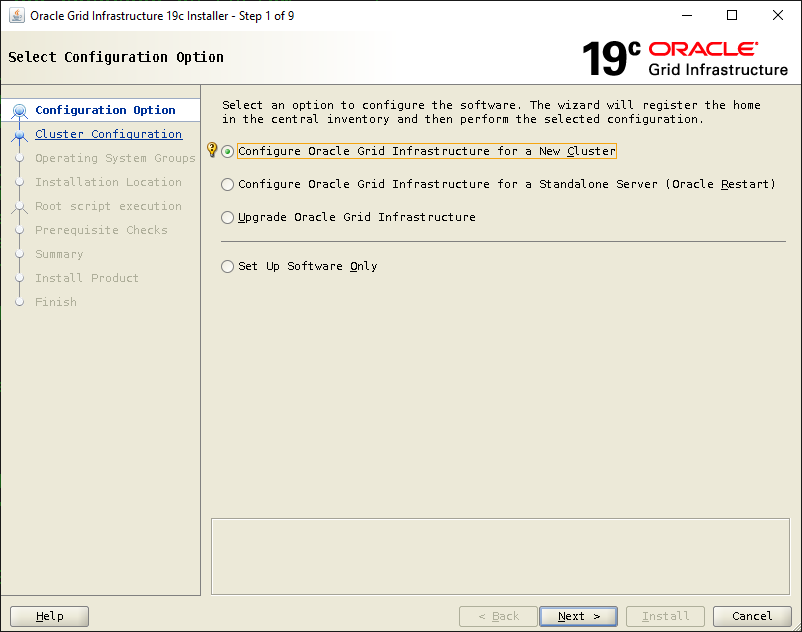 Oracle Grid Infrastructure 19c Installer - Step 1 of 9
Select Configuration Option
19c ORACLE
Grid Infrastructure
Configuration Option
Cluster Configuration
Operating System Groups
Installation Location
Root script execution
Prerequisite Checks
Summary
Install Product
Finish
Select an option to configure the software. The wizard will register the home
in the central inventory and then perform the selected configuration.
Configure Oracle Grid Infrastructure for a New Cluster
Configure Oracle Grid Infrastructure for a Standalone Server (Oracle Restart)
Upgrade Oracle Grid Infrastructure
Set Up Software Only
Help
< Back
Next >
Install
Cancel